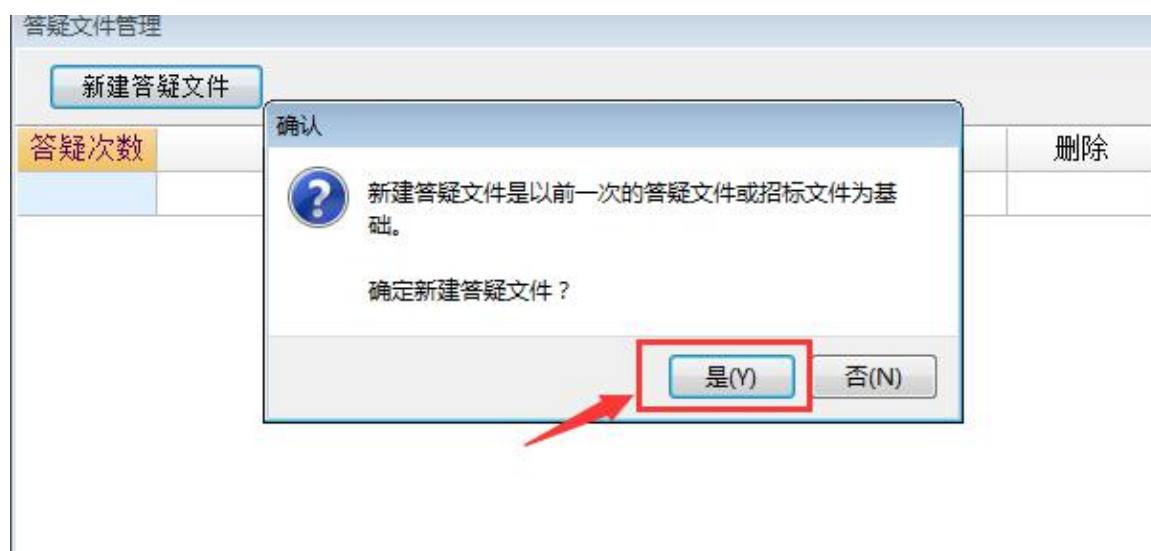 答疑文件管理
新建答疑文件
答疑次数
删除
确认
新建答疑文件是以前一次的答疑文件或招标文件为基
础。
确定新建答疑文件？
是(Y)
否(N)